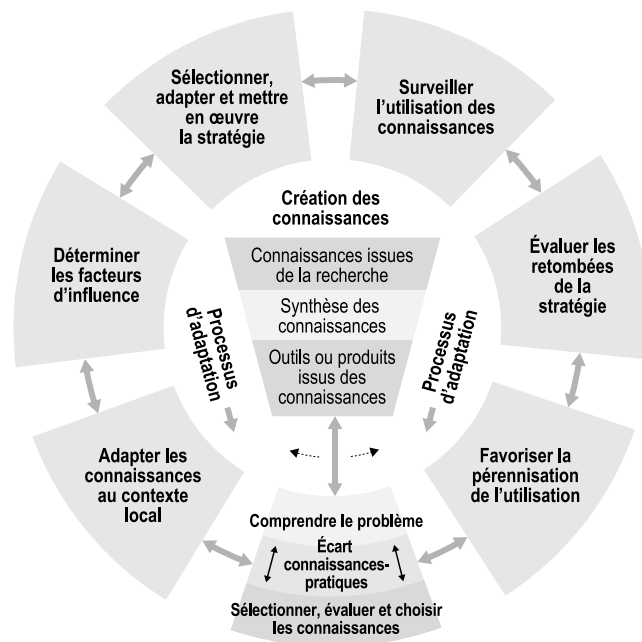 Sélectionner,
adapter et mettre
en œuvre
la stratégie
Surveiller
l’utilisation des
connaissances
Déterminer
les facteurs
d’influence
Création des
connaissances
Connaissances issues
de la recherche
Synthèse des
connaissances
Outils ou produits
issus des
connaissances
Évaluer les
retombées
de la
stratégie
Processus
d’adaptation
Processus
d’adaptation
Adapter les
connaissances
au contexte
local
Favoriser la
pérennisation
de l’utilisation
Comprendre le problème
Écart
connaissances-
pratiques
Sélectionner, évaluer et choisir
les connaissances